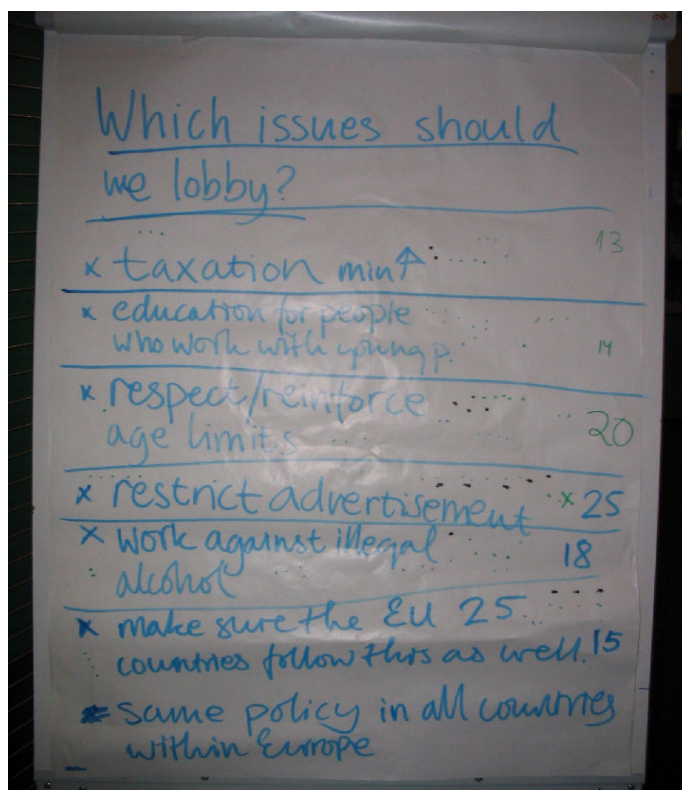 Which issues should
we lobby?
13
x taxation min↑
x education for people
who work with young p. 14
x respect/reinforce
age limits 20
x restrict advertisement x 25
x work against illegal 18
alcohol
x make sure the EU 25
countries follow this as well. 15
same policy in all countries
within Europe